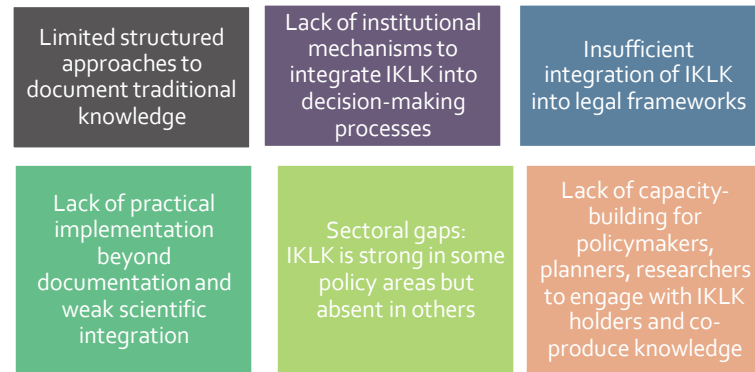 Limited structured
approaches to
document traditional
knowledge
Lack of institutional
mechanisms to
integrate IKLK into
decision-making
processes
Insufficient
integration of IKLK
into legal frameworks
Lack of practical
implementation
beyond
documentation and
weak scientific
integration
Sectoral gaps:
IKLK is strong in some
policy areas but
absent in others
Lack of capacity-
building for
policymakers,
planners, researchers
to engage with IKLK
holders and co-
produce knowledge